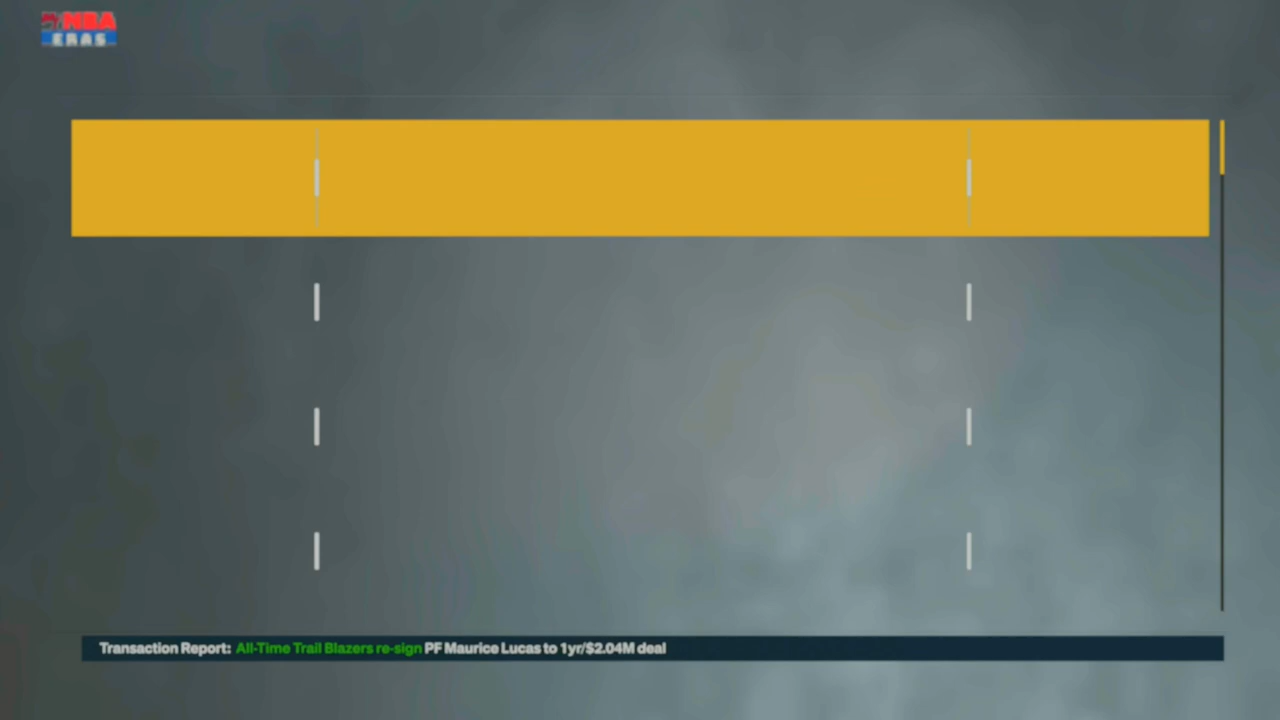 NBA
ERAS
Transaction Report: All-Time Trail Blazers re-sign PF Maurice Lucas to 1yr/$2.04M deal